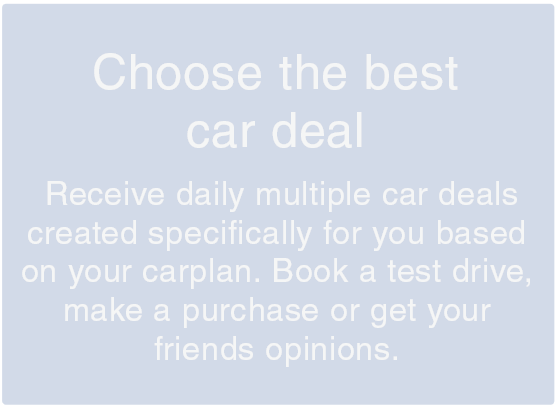 Choose the best
car deal
Receive daily multiple car deals
created specifically for you based
on your carplan. Book a test drive,
make a purchase or get your
friends opinions.